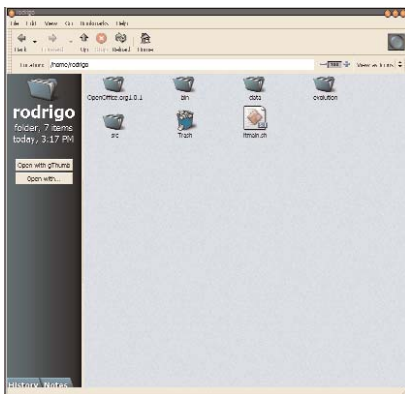 rodrigo
File Edit View Go Bookmarks Help
Back Forward Up Stop Reload Home
Location: /home/rodrigo View as Icons
rodrigo
folder, 7 items
today, 3:17 PM
Open with gThumb
Open with...
OpenOffice.org1.0.1 bin data evolution
src Trash
History Notes